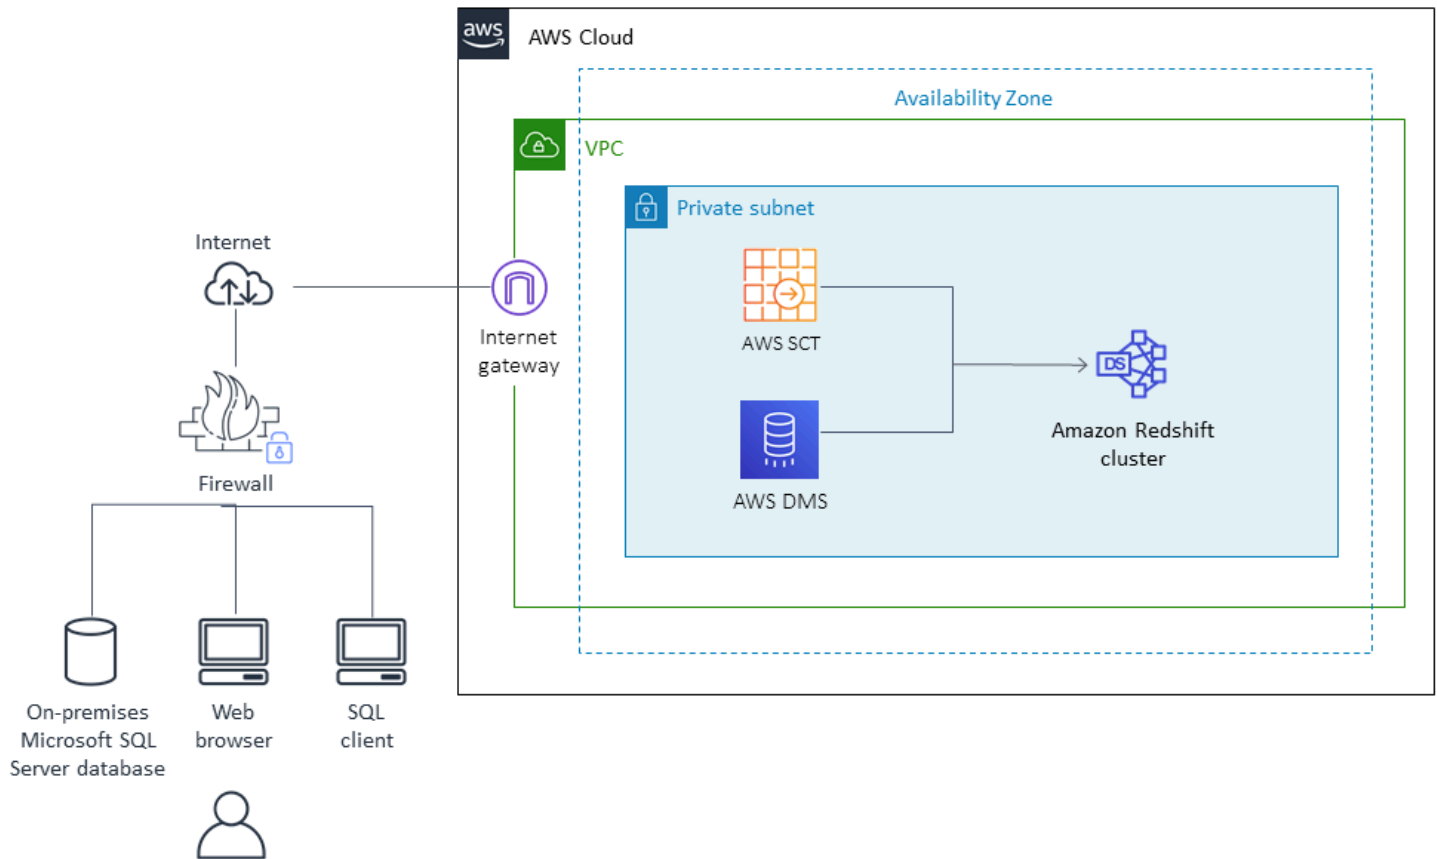 aws
AWS Cloud
Availability Zone
VPC
Private subnet
Internet
Internet
gateway
AWS SCT
DS
Amazon Redshift
cluster
Firewall
AWS DMS
On-premises
Microsoft SQL
Server database
Web
browser
SQL
client